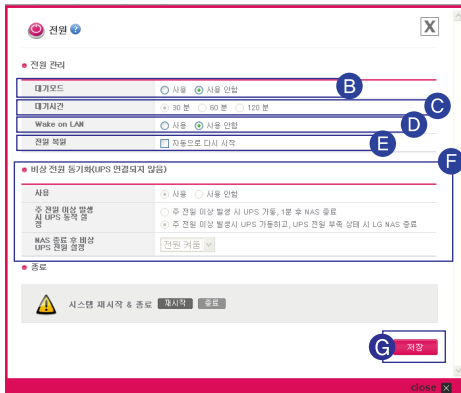 전원 ?
X
전원 관리
대기모드 사용 사용 안함 B
대기시간 30 분 60 분 120 분 C
Wake on LAN 사용 사용 안함 D
전원 복원 자동으로 다시 시작 E
비상 전원 동기화(UPS 연결되지 않음) F
사용 사용 사용 안함
주 전원 이상 발생
시 UPS 동작 설
정
주 전원 이상 발생 시 UPS 가동, 1분 후 NAS 종료
주 전원 이상 발생시 UPS 가동하고, UPS 전원 부족 상태 시 LG NAS 종료
NAS 종료 후 비상
UPS 전원 설정
전원 켜둠
종료
시스템 재시작 & 종료 재시작 종료
G 저장
close X